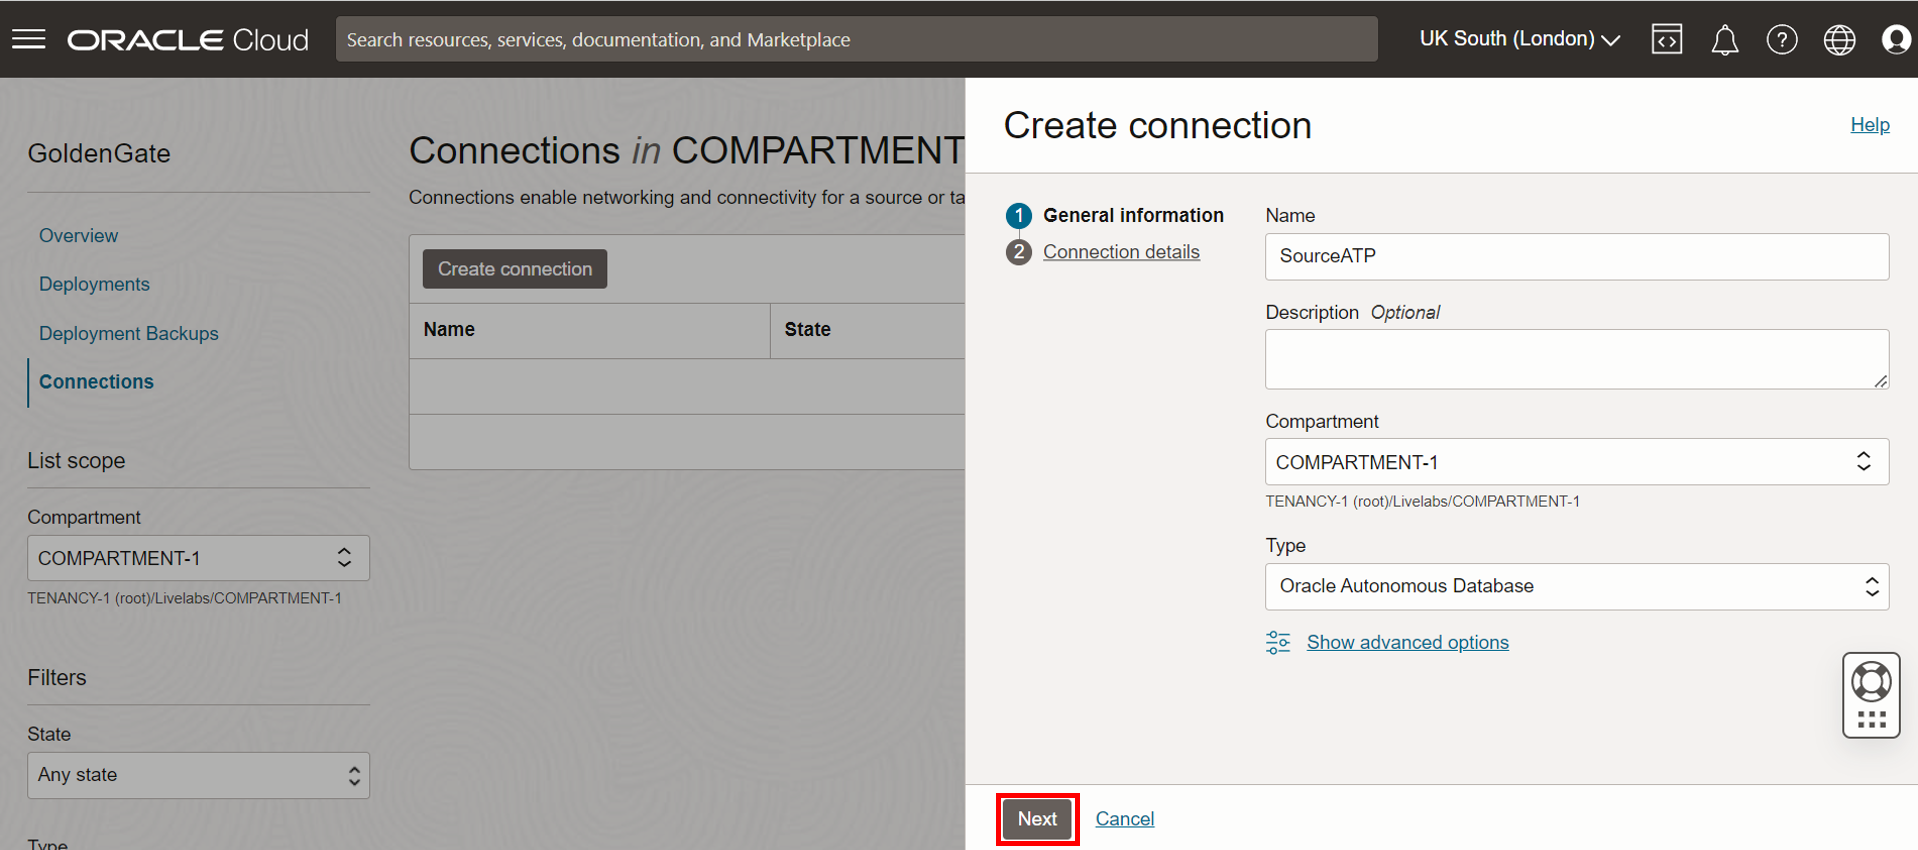 ORACLE Cloud
Search resources, services, documentation, and Marketplace
UK South (London)
GoldenGate
Overview
Deployments
Deployment Backups
Connections
List scope
Compartment
COMPARTMENT-1
TENANCY-1 (root)/Livelabs/COMPARTMENT-1
Filters
State
Any state
Type
Connections in COMPARTMENT
Connections enable networking and connectivity for a source or ta
Create connection
Name State
Create connection
Help
1 General information
2 Connection details
Name
SourceATP
Description Optional
Compartment
COMPARTMENT-1
TENANCY-1 (root)/Livelabs/COMPARTMENT-1
Type
Oracle Autonomous Database
Show advanced options
Next Cancel